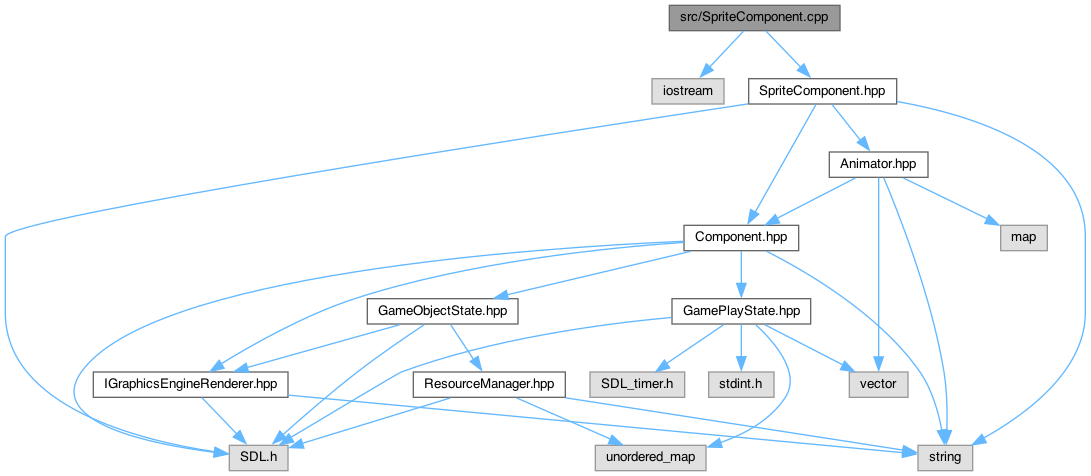 src/SpriteComponent.cpp
iostream
SpriteComponent.hpp
Animator.hpp
Component.hpp
map
GameObjectState.hpp
GamePlayState.hpp
IGraphicsEngineRenderer.hpp
ResourceManager.hpp
SDL_timer.h
stdint.h
vector
SDL.h
unordered_map
string